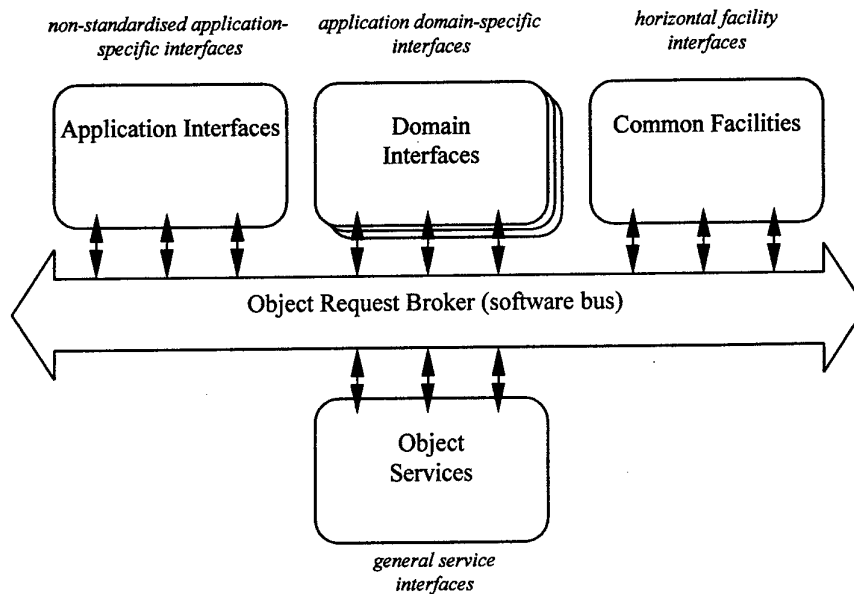 non-standardised application-
specific interfaces
application domain-specific
interfaces
horizontal facility
interfaces
Application Interfaces
Domain
Interfaces
Common Facilities
Object Request Broker (software bus)
Object
Services
general service
interfaces